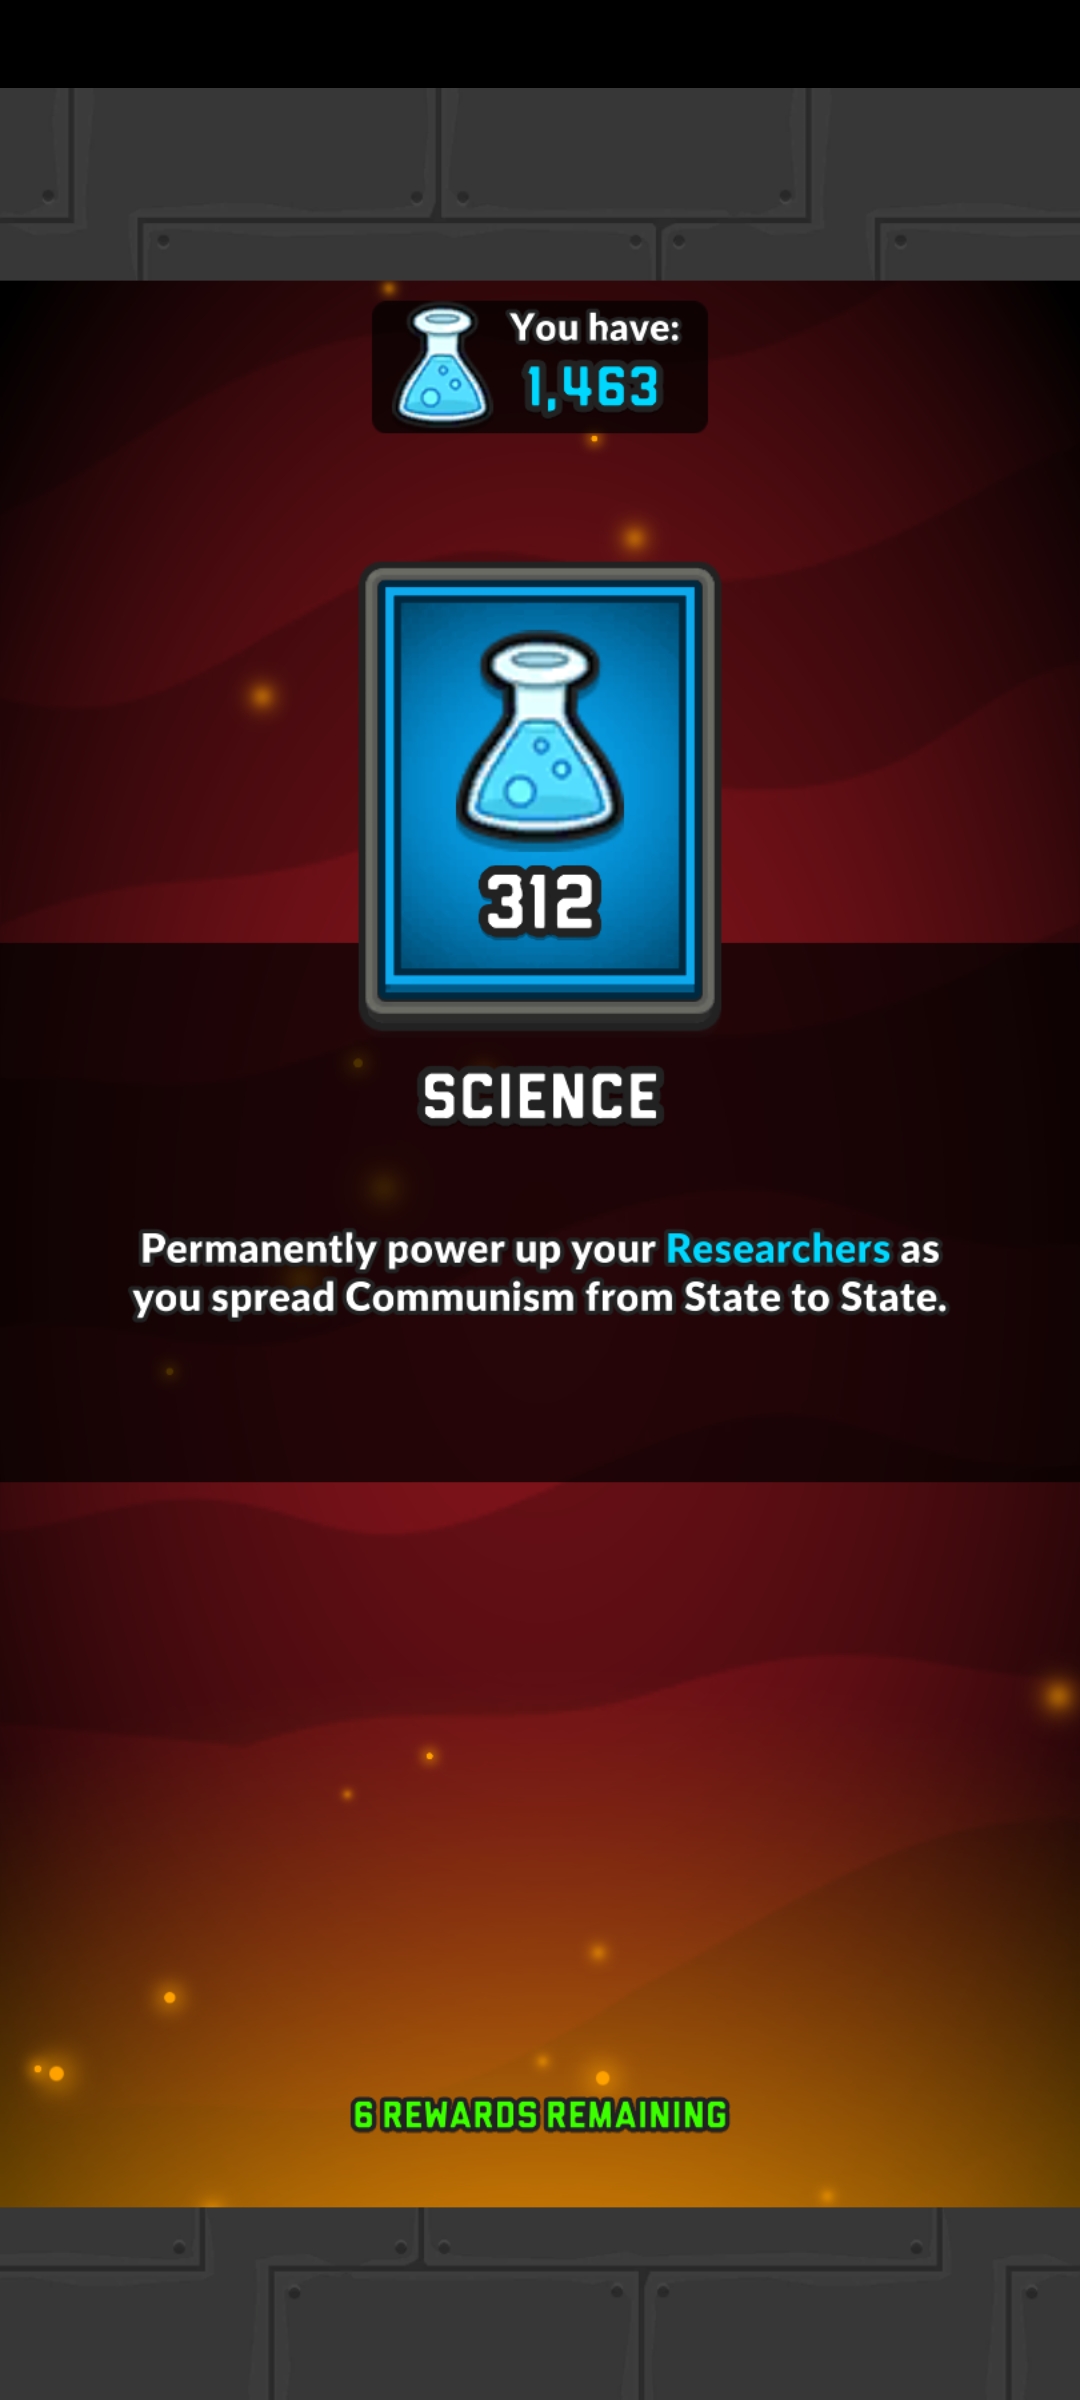 You have:
1,463
312
SCIENCE
Permanently power up your Researchers as
you spread Communism from State to State.
6 REWARDS REMAINING